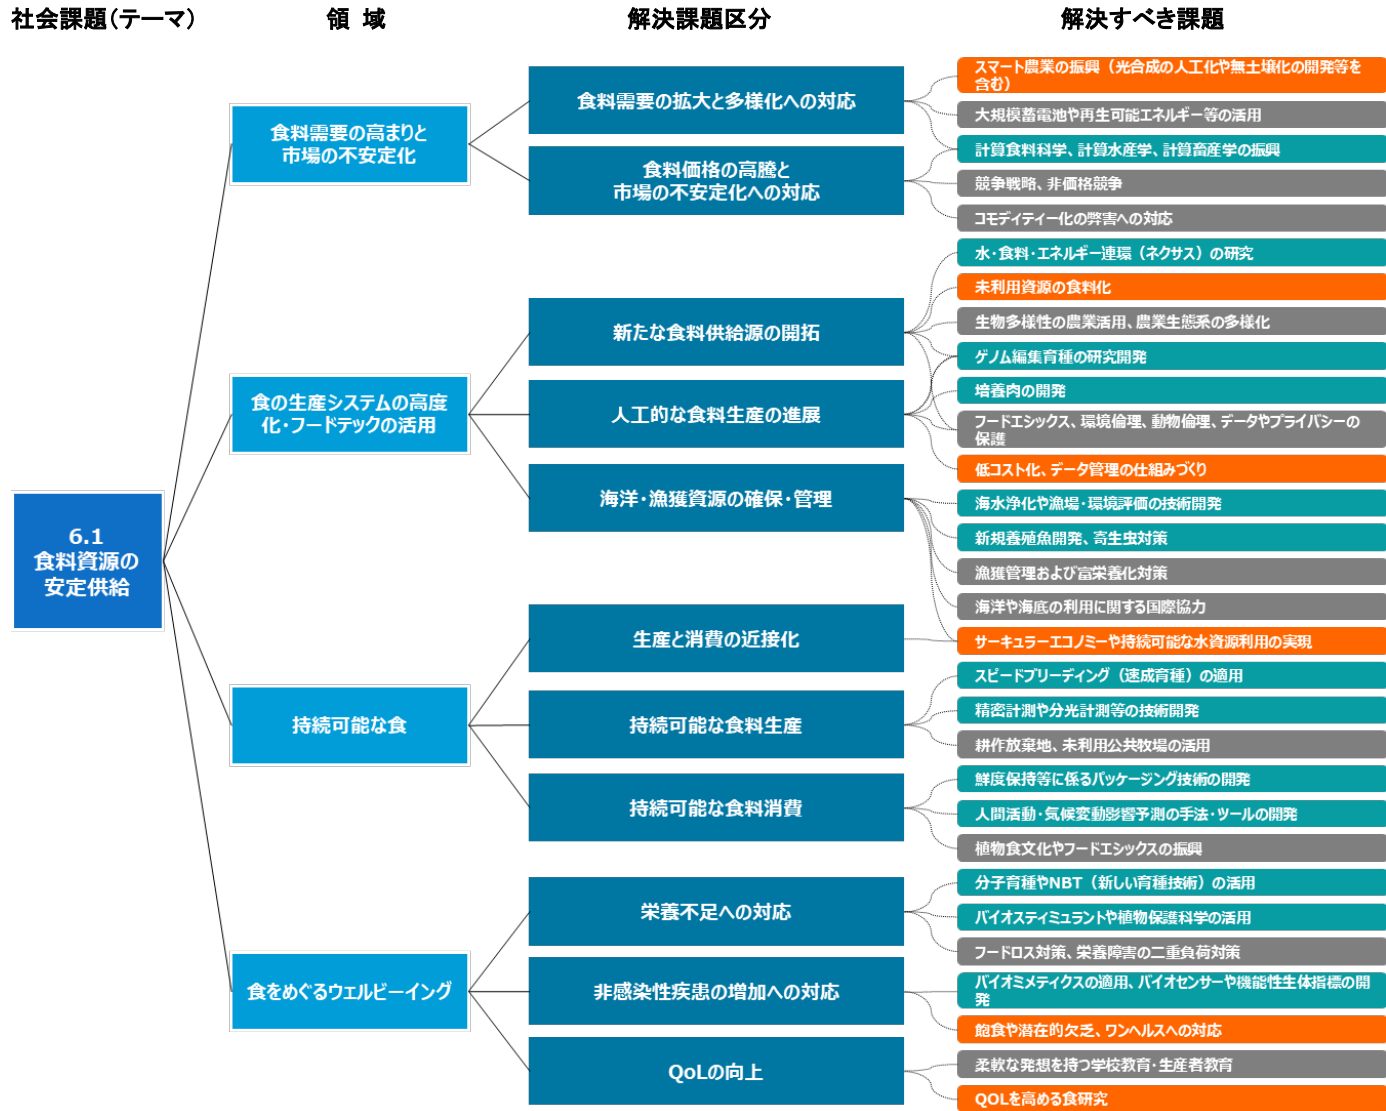 社会課題（テーマ）
領 域
解決課題区分
解決すべき課題
6.1
食料資源の
安定供給
食料需要の高まりと
市場の不安定化
食料需要の拡大と多様化への対応
スマート農業の振興（光合成の人工化や無土壌化の開発等を
含む）
大規模蓄電池や再生可能エネルギー等の活用
計算食料科学、計算水産学、計算畜産学の振興
食料価格の高騰と
市場の不安定化への対応
競争戦略、非価格競争
コモディティー化の弊害への対応
食の生産システムの高度
化・フードテックの活用
新たな食料供給源の開拓
水・食料・エネルギー連環（ネクサス）の研究
未利用資源の食料化
生物多様性の農業活用、農業生態系の多様化
ゲノム編集育種の研究開発
人工的な食料生産の進展
培養肉の開発
フードエシックス、環境倫理、動物倫理、データやプライバシーの
保護
低コスト化、データ管理の仕組みづくり
海洋・漁獲資源の確保・管理
海水浄化や漁場・環境評価の技術開発
新規養殖魚開発、寄生虫対策
漁獲管理および富栄養化対策
海洋や海底の利用に関する国際協力
持続可能な食
生産と消費の近接化
サーキュラーエコノミーや持続可能な水資源利用の実現
持続可能な食料生産
スピードブリーディング（速成育種）の適用
精密計測や分光計測等の技術開発
耕作放棄地、未利用公共牧場の活用
持続可能な食料消費
鮮度保持等に係るパッケージング技術の開発
人間活動・気候変動影響予測の手法・ツールの開発
植物食文化やフードエシックスの振興
食をめぐるウェルビーイング
栄養不足への対応
分子育種やNBT（新しい育種技術）の活用
バイオスティミュラントや植物保護科学の活用
フードロス対策、栄養障害の二重負荷対策
非感染性疾患の増加への対応
バイオミメティクスの適用、バイオセンサーや機能性生体指標の開
発
飽食や潜在的欠乏、ワンヘルスへの対応
QoLの向上
柔軟な発想を持つ学校教育・生産者教育
QOLを高める食研究